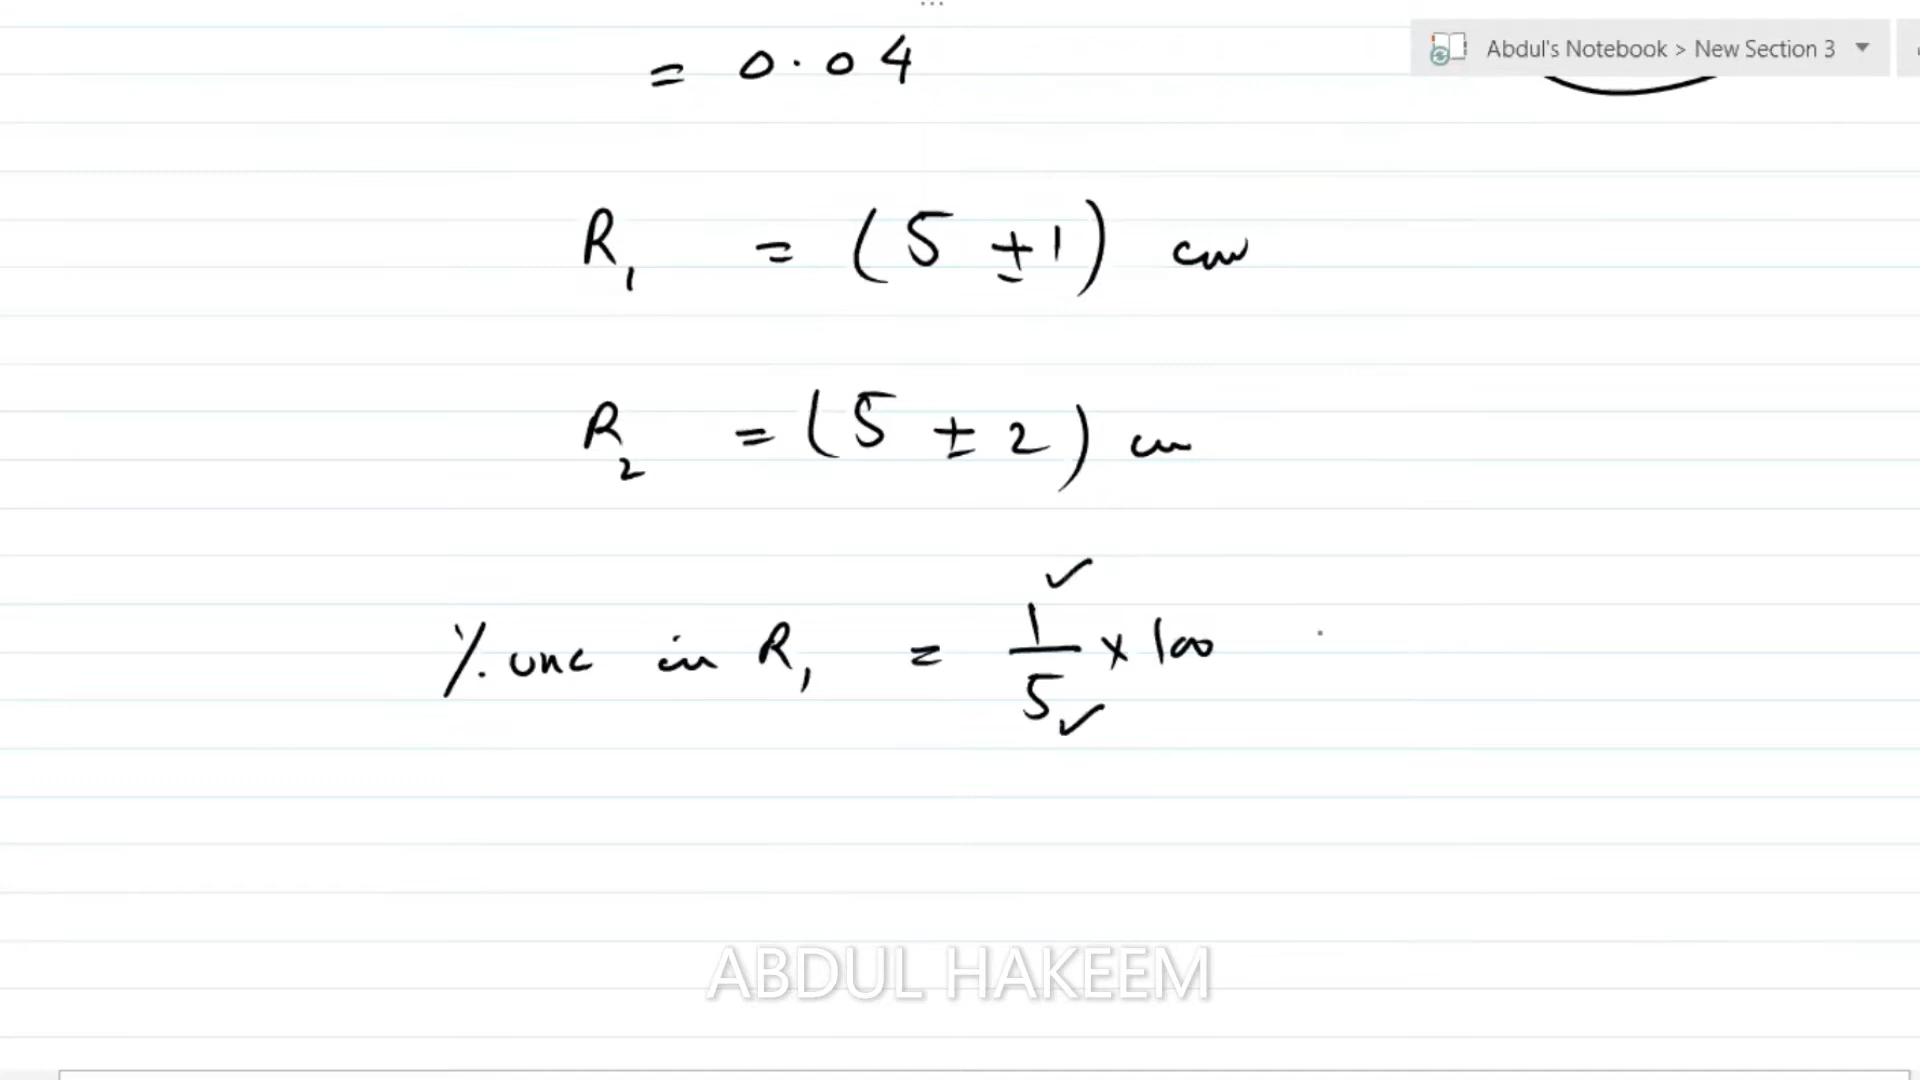 ...
Abdul's Notebook > New Section 3
= 0.04
R₁ = (5 ± 1) cm
R₂ = (5 ± 2) cm
%. unc in R₁ = 1/5 × 100
ABDUL HAKEEM